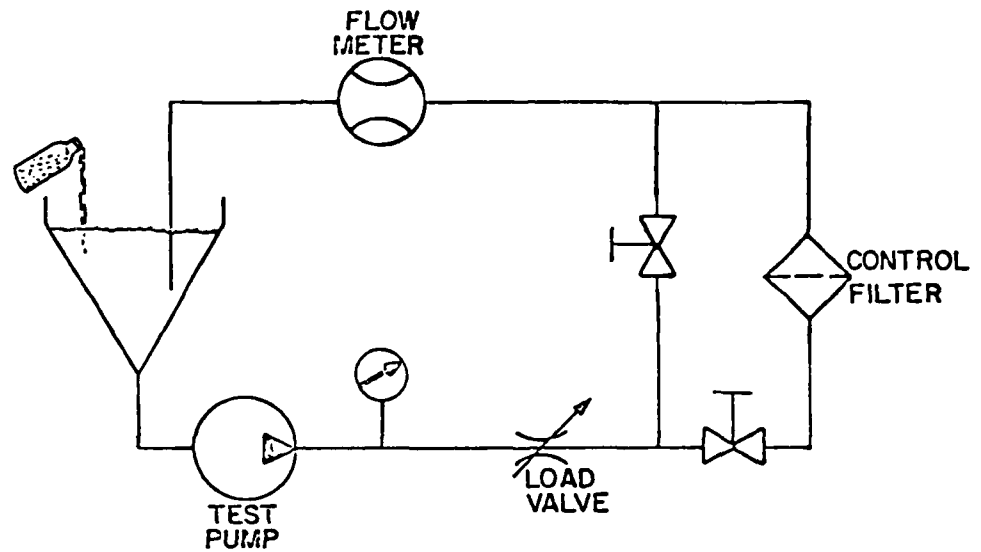 FLOW
METER
CONTROL
FILTER
LOAD
VALVE
TEST
PUMP